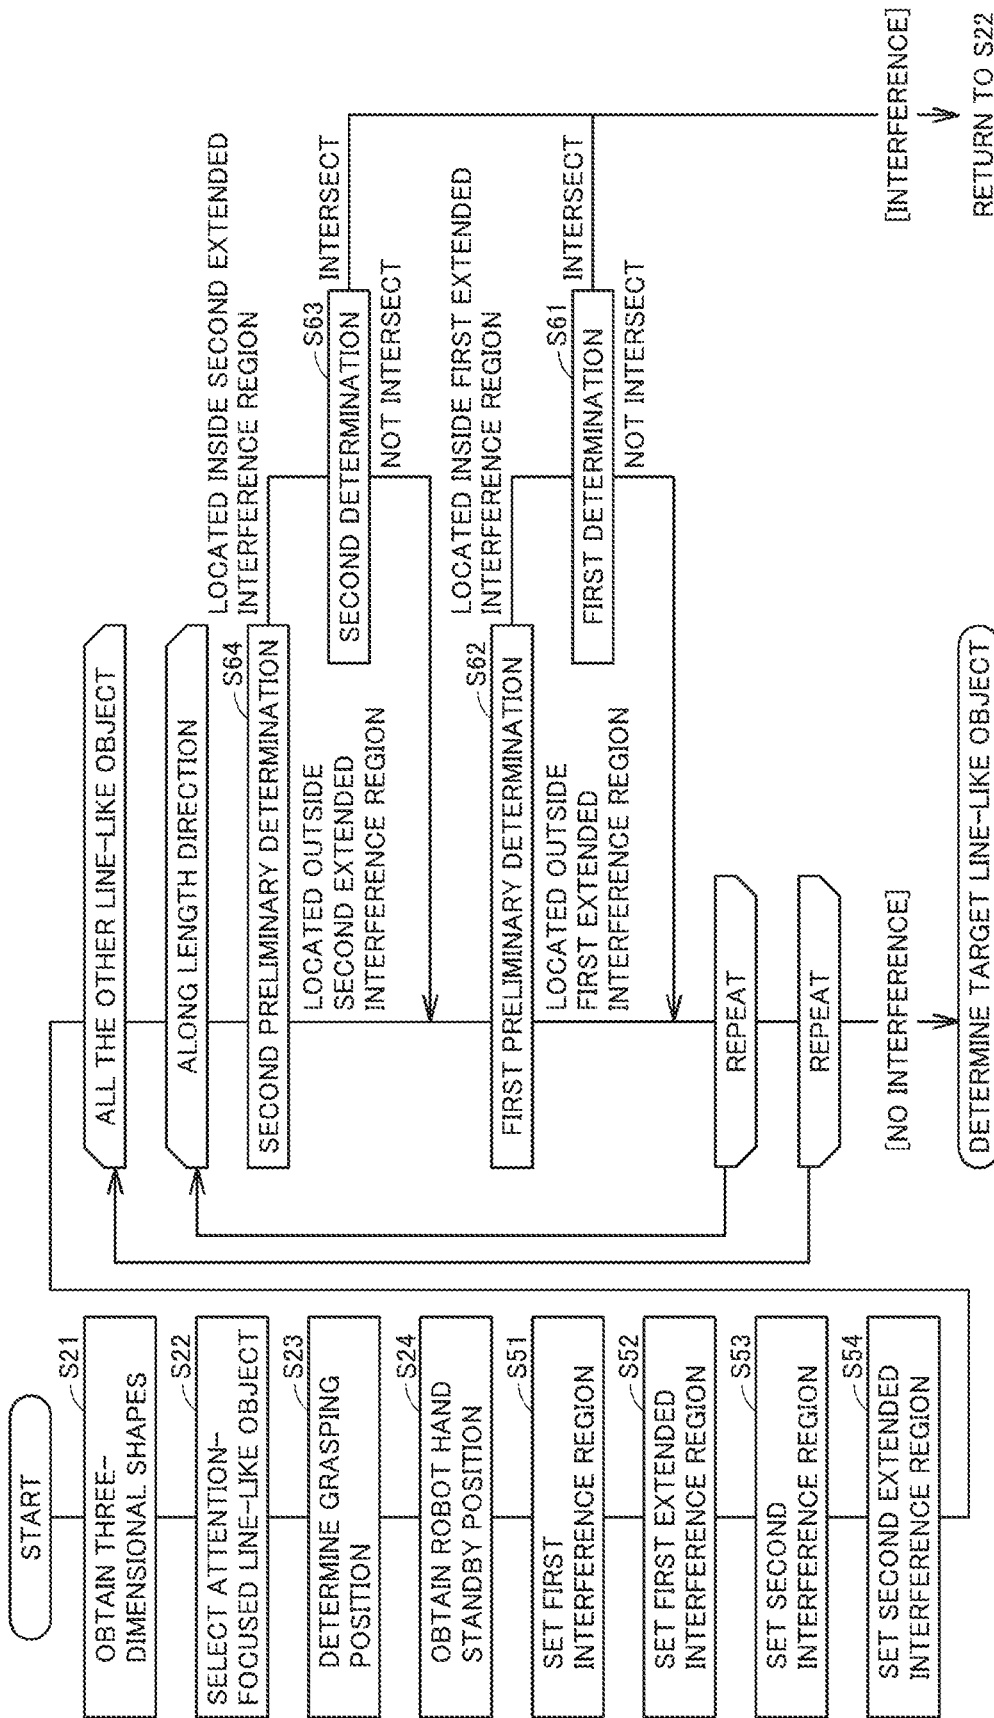 START
S21
OBTAIN THREE-
DIMENSIONAL SHAPES
S22
SELECT ATTENTION-
FOCUSED LINE-LIKE OBJECT
S23
DETERMINE GRASPING
POSITION
S24
OBTAIN ROBOT HAND
STANDBY POSITION
S51
SET FIRST
INTERFERENCE REGION
S52
SET FIRST EXTENDED
INTERFERENCE REGION
S53
SET SECOND
INTERFERENCE REGION
S54
SET SECOND EXTENDED
INTERFERENCE REGION
ALL THE OTHER LINE-LIKE OBJECT
ALONG LENGTH DIRECTION
S64
SECOND PRELIMINARY DETERMINATION
LOCATED INSIDE SECOND EXTENDED
INTERFERENCE REGION
LOCATED OUTSIDE
SECOND EXTENDED
INTERFERENCE REGION
S63
SECOND DETERMINATION
INTERSECT
NOT INTERSECT
S62
FIRST PRELIMINARY DETERMINATION
LOCATED INSIDE FIRST EXTENDED
INTERFERENCE REGION
LOCATED OUTSIDE
FIRST EXTENDED
INTERFERENCE REGION
S61
FIRST DETERMINATION
INTERSECT
NOT INTERSECT
REPEAT
REPEAT
[NO INTERFERENCE]
DETERMINE TARGET LINE-LIKE OBJECT
[INTERFERENCE]
RETURN TO S22